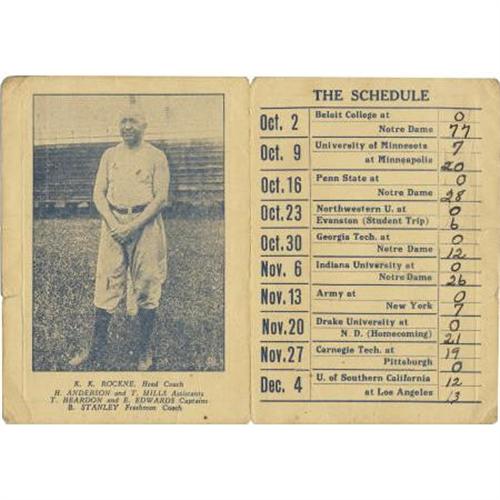 K. K. ROCKNE, Head Coach
H. ANDERSON and T. MILLS Assistants
T. HEARDON and E. EDWARDS Captains
B. STANLEY Freshman Coach
THE SCHEDULE
Oct. 2 Beloit College at 0
Notre Dame 77
Oct. 9 University of Minnesota 7
at Minneapolis 20
Oct. 16 Penn State at 0
Notre Dame 28
Oct. 23 Northwestern U. at 0
Evanston (Student Trip) 6
Oct. 30 Georgia Tech. at 0
Notre Dame 12
Nov. 6 Indiana University at 0
Notre Dame 26
Nov. 13 Army at 0
New York 7
Nov. 20 Drake University at 0
N. D. (Homecoming) 21
Nov. 27 Carnegie Tech. at 19
Pittsburgh 0
Dec. 4 U. of Southern California 12
at Los Angeles 13